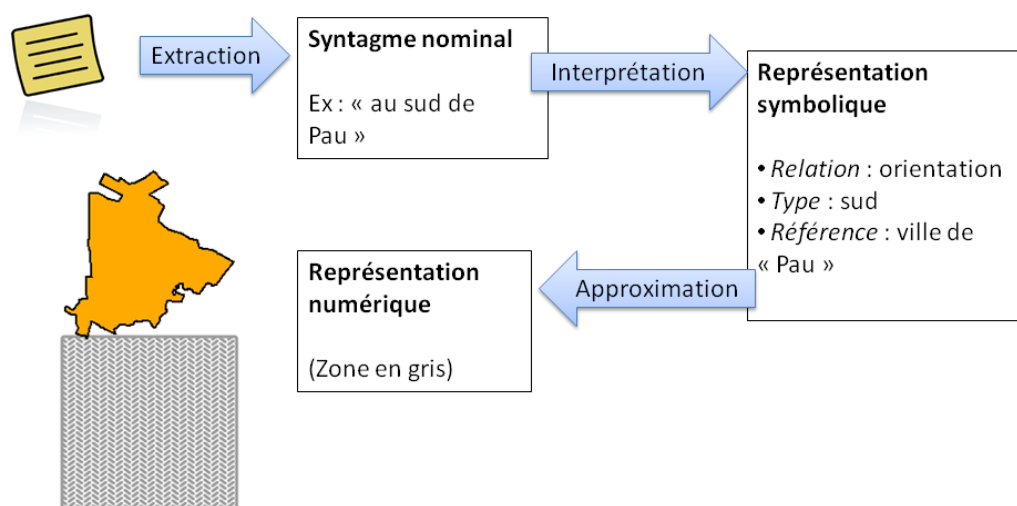 Extraction
Syntagme nominal
Ex : « au sud de
Pau »
Interprétation
Représentation
symbolique
• Relation : orientation
• Type : sud
• Référence : ville de
« Pau »
Approximation
Représentation
numérique
(Zone en gris)